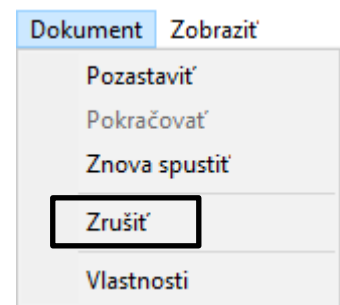 Dokument Zobraziť
Pozastaviť
Pokračovať
Znova spustiť
Zrušiť
Vlastnosti